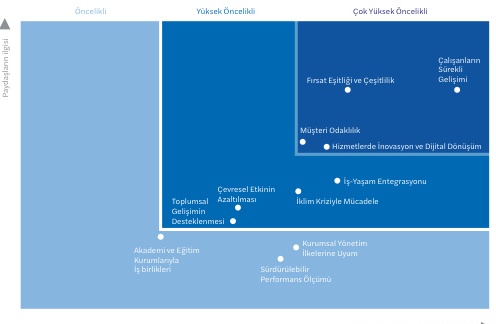 Öncelikli
Yüksek Öncelikli
Çok Yüksek Öncelikli
Paydaşların ilgisi
Çalışanların
Sürekli
Gelişimi
Fırsat Eşitliği ve Çeşitlilik
Müşteri Odaklılık
Hizmetlerde İnovasyon ve Dijital Dönüşüm
İş-Yaşam Entegrasyonu
Çevresel Etkinin
Azaltılması
İklim Kriziyle Mücadele
Toplumsal
Gelişimin
Desteklenmesi
Akademi ve Eğitim
Kurumlarıyla
İş birlikleri
Kurumsal Yönetim
İlkelerine Uyum
Sürdürülebilir
Performans Ölçümü